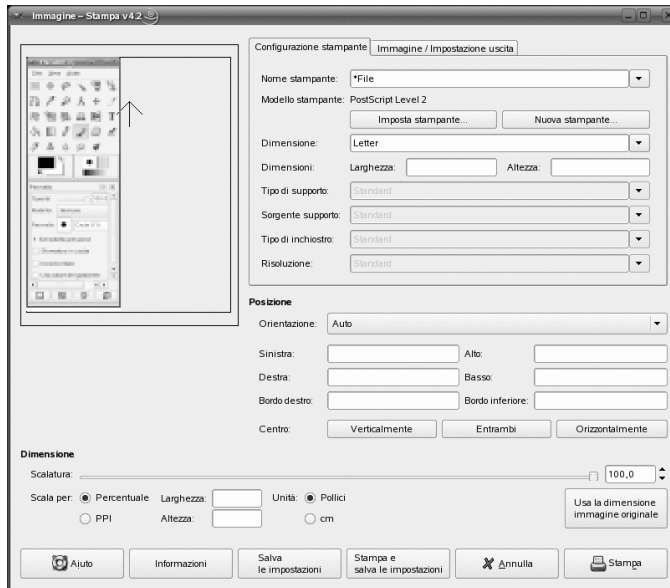 Immagine – Stampa v4.2
Configurazione stampante
Immagine / Impostazione uscita
Nome stampante: *File
Modello stampante: PostScript Level 2
Imposta stampante... Nuova stampante...
Dimensione: Letter
Dimensioni: Larghezza: Altezza:
Tipo di supporto: Standard
Sorgente supporto: Standard
Tipo di inchiostro: Standard
Risoluzione: Standard
Posizione
Orientazione: Auto
Sinistra: Alto:
Destra: Basso:
Bordo destro: Bordo inferiore:
Centro: Verticalmente Entrambi Orizzontalmente
Dimensione
Scalatura: 100,0
Scala per: Percentuale Larghezza: Unità: Pollici
PPI Altezza: cm
Usa la dimensione
immagine originale
Aiuto
Informazioni
Salva
le impostazioni
Stampa e
salva le impostazioni
Annulla
Stampa